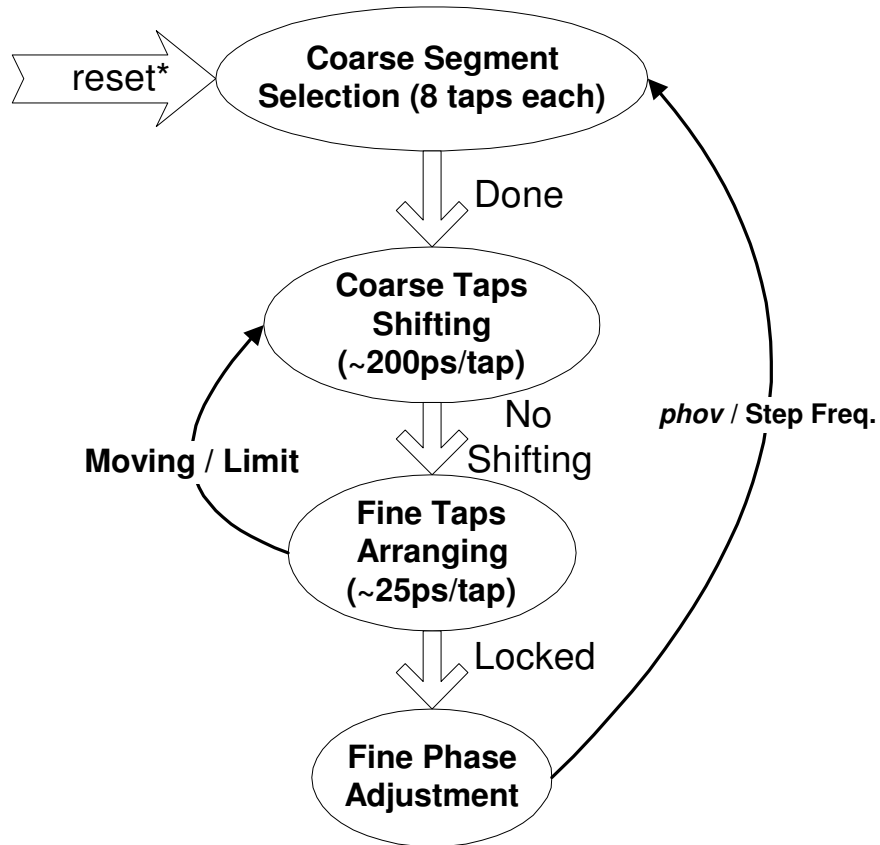 reset*
Coarse Segment
Selection (8 taps each)
Done
Coarse Taps
Shifting
(~200ps/tap)
No
Shifting
phov / Step Freq.
Moving / Limit
Fine Taps
Arranging
(~25ps/tap)
Locked
Fine Phase
Adjustment